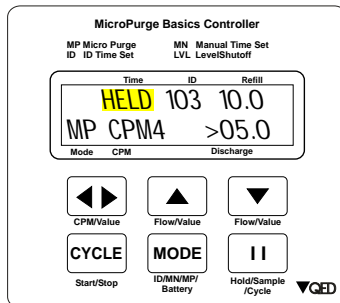 MicroPurge Basics Controller
MP Micro Purge MN Manual Time Set
ID ID Time Set LVL LevelShutoff
Time ID Refill
HELD 103 10.0
MP CPM4 >05.0
Mode CPM Discharge
CPM/Value Flow/Value Flow/Value
CYCLE MODE II
Start/Stop ID/MN/MP/ Hold/Sample
Battery /Cycle
QED